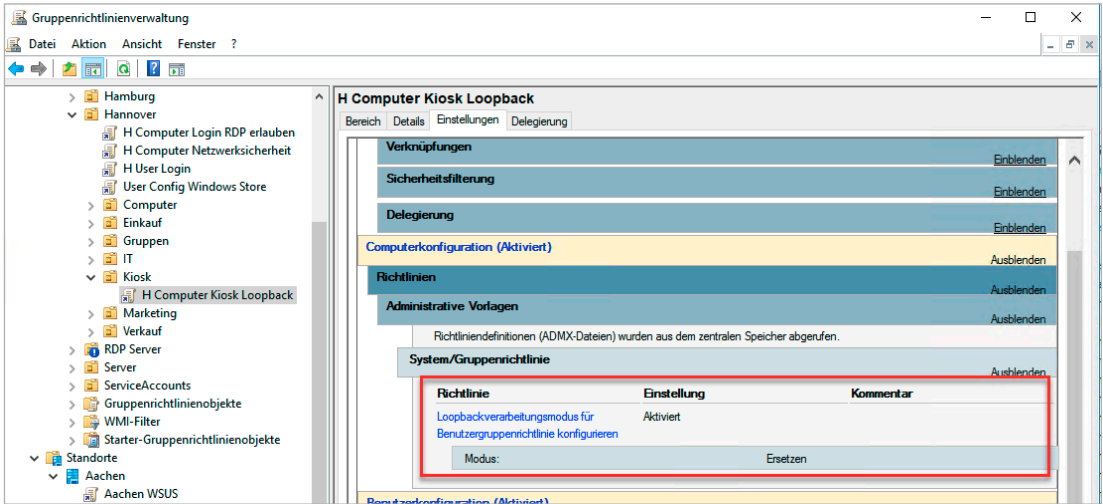 Gruppenrichtlinienverwaltung
Datei Aktion Ansicht Fenster ?
Hamburg
Hannover
H Computer Login RDP erlauben
H Computer Netzwerksicherheit
H User Login
User Config Windows Store
Computer
Einkauf
Gruppen
IT
Kiosk
H Computer Kiosk Loopback
Marketing
Verkauf
RDP Server
Server
ServiceAccounts
Gruppenrichtlinienobjekte
WMI-Filter
Starter-Gruppenrichtlinienobjekte
Standorte
Aachen
Aachen WSUS
H Computer Kiosk Loopback
Bereich Details Einstellungen Delegierung
Verknüpfungen
Einblenden
Sicherheitsfilterung
Einblenden
Delegierung
Einblenden
Computerkonfiguration (Aktiviert)
Ausblenden
Richtlinien
Ausblenden
Administrative Vorlagen
Ausblenden
Richtliniendefinitionen (ADMX-Dateien) wurden aus dem zentralen Speicher abgerufen.
System/Gruppenrichtlinie
Ausblenden
Richtlinie Einstellung Kommentar
Loopbackverarbeitungsmodus für Aktiviert
Benutzergruppenrichtlinie konfigurieren
Modus: Ersetzen
Benutzerkonfiguration (Aktiviert)